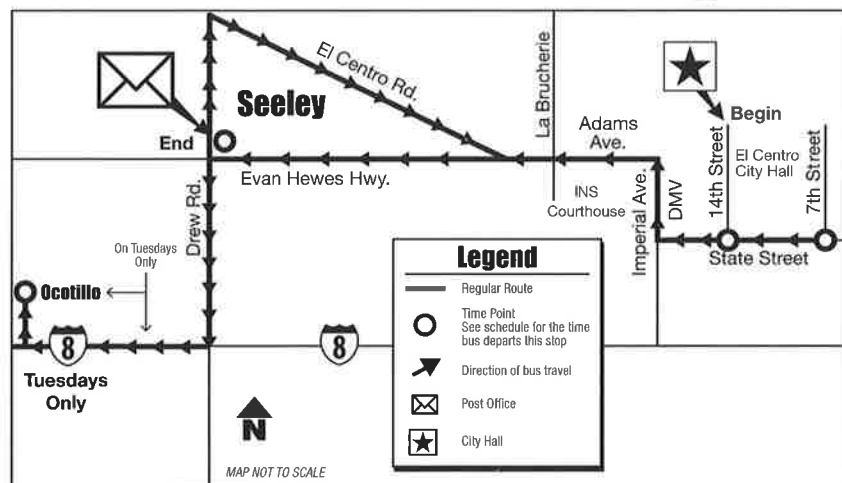 El Centro Rd.
Seeley
End
Evan Hewes Hwy.
Drew Rd.
La Brucherie
Adams
Ave.
INS
Courthouse
Imperial Ave.
DMV
Begin
14th Street
El Centro
City Hall
7th Street
State Street
On Tuesdays
Only
Ocotillo
8
Tuesdays
Only
8
N
MAP NOT TO SCALE
Legend
Regular Route
Time Point
See schedule for the time
bus departs this stop
Direction of bus travel
Post Office
City Hall